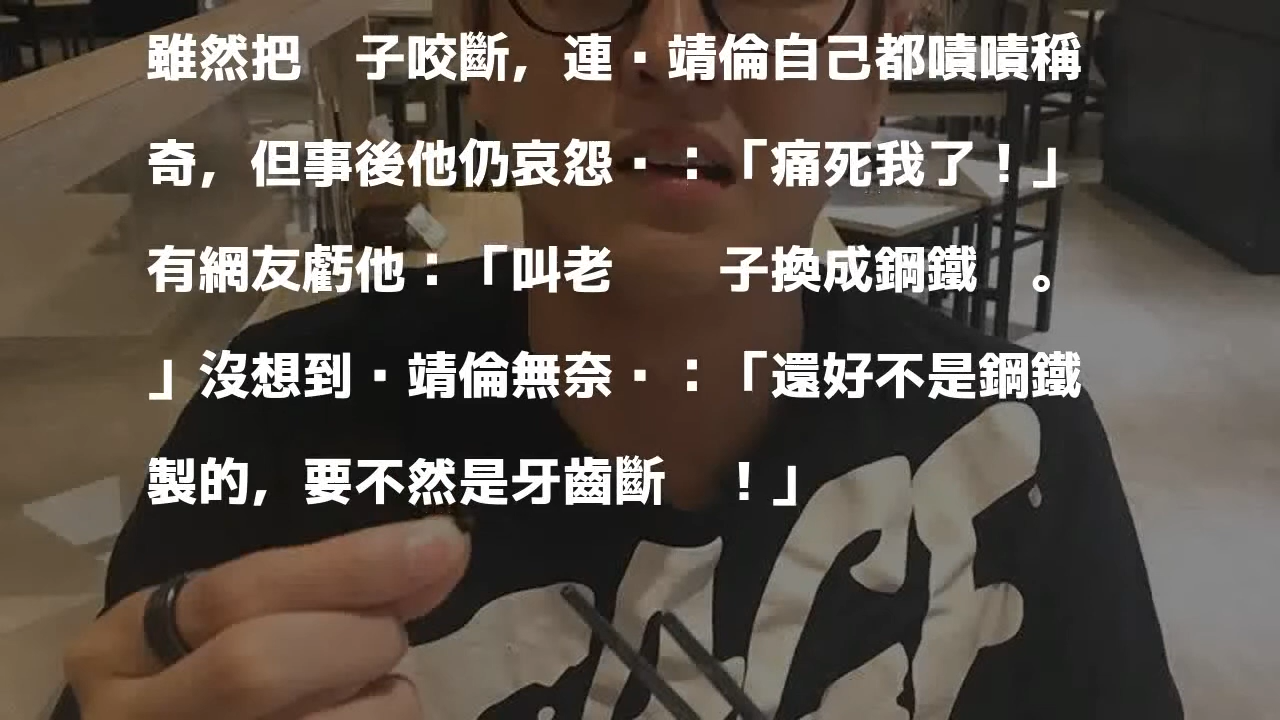 雖然把　子咬斷，連·靖倫自己都嘖嘖稱
奇，但事後他仍哀怨·：「痛死我了！」
有網友虧他：「叫老　　子換成鋼鐵　。
」沒想到·靖倫無奈·：「還好不是鋼鐵
製的，要不然是牙齒斷　！」